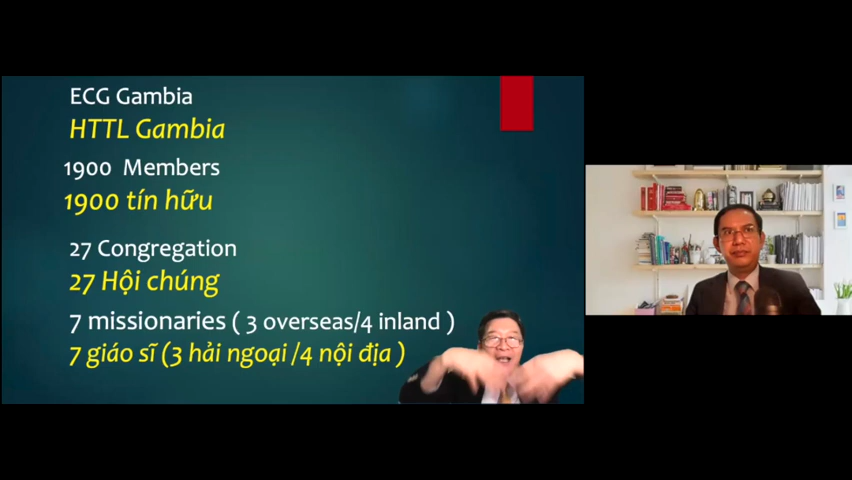 ECG Gambia
HTTL Gambia
1900 Members
1900 tín hữu
27 Congregation
27 Hội chúng
7 missionaries ( 3 overseas/4 inland )
7 giáo sĩ (3 hải ngoại /4 nội địa )